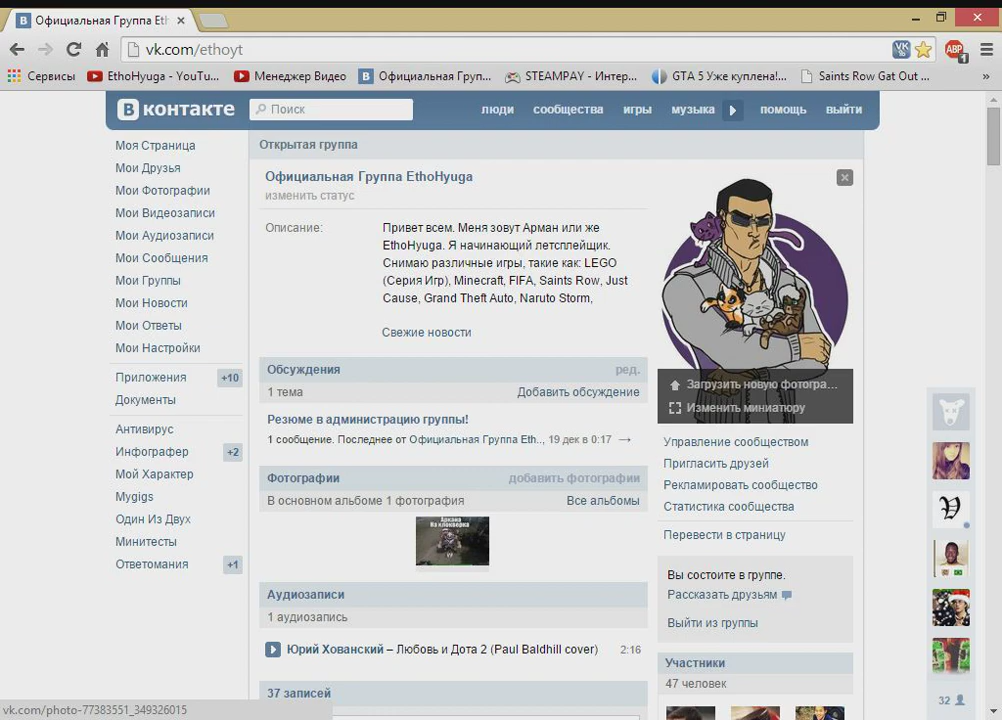 Официальная Группа Eth
vk.com/ethoyt
Сервисы
EthoHyuga - YouTu...
Менеджер Видео
Официальная Груп...
STEAMPAY - Интер...
GTA 5 Уже куплена!...
Saints Row Gat Out ...
»
ABP
1
В контакте
Поиск
люди
сообщества
игры
музыка
помощь
выйти
Моя Страница
Мои Друзья
Мои Фотографии
Мои Видеозаписи
Мои Аудиозаписи
Мои Сообщения
Мои Группы
Мои Новости
Мои Ответы
Мои Настройки
Приложения +10
Документы
Антивирус
Инфографер +2
Мой Характер
Mygigs
Один Из Двух
Минитесты
Ответомания +1
Открытая группа
Официальная Группа EthoHyuga
изменить статус
Описание:
Привет всем. Меня зовут Арман или же
EthoHyuga. Я начинающий летсплейщик.
Снимаю различные игры, такие как: LEGO
(Серия Игр), Minecraft, FIFA, Saints Row, Just
Cause, Grand Theft Auto, Naruto Storm,
Свежие новости
Обсуждения ред.
1 тема Добавить обсуждение
Резюме в администрацию группы!
1 сообщение. Последнее от Официальная Группа Eth.., 19 дек в 0:17 →
Фотографии добавить фотографии
В основном альбоме 1 фотография Все альбомы
Аркана
На клокверка
Аудиозаписи
1 аудиозапись
Юрий Хованский – Любовь и Дота 2 (Paul Baldhill cover) 2:16
37 записей
Загрузить новую фотогра...
Изменить миниатюру
Управление сообществом
Пригласить друзей
Рекламировать сообщество
Статистика сообщества
Перевести в страницу
Вы состоите в группе.
Рассказать друзьям
Выйти из группы
Участники
47 человек
32
vk.com/photo-77383551_349326015